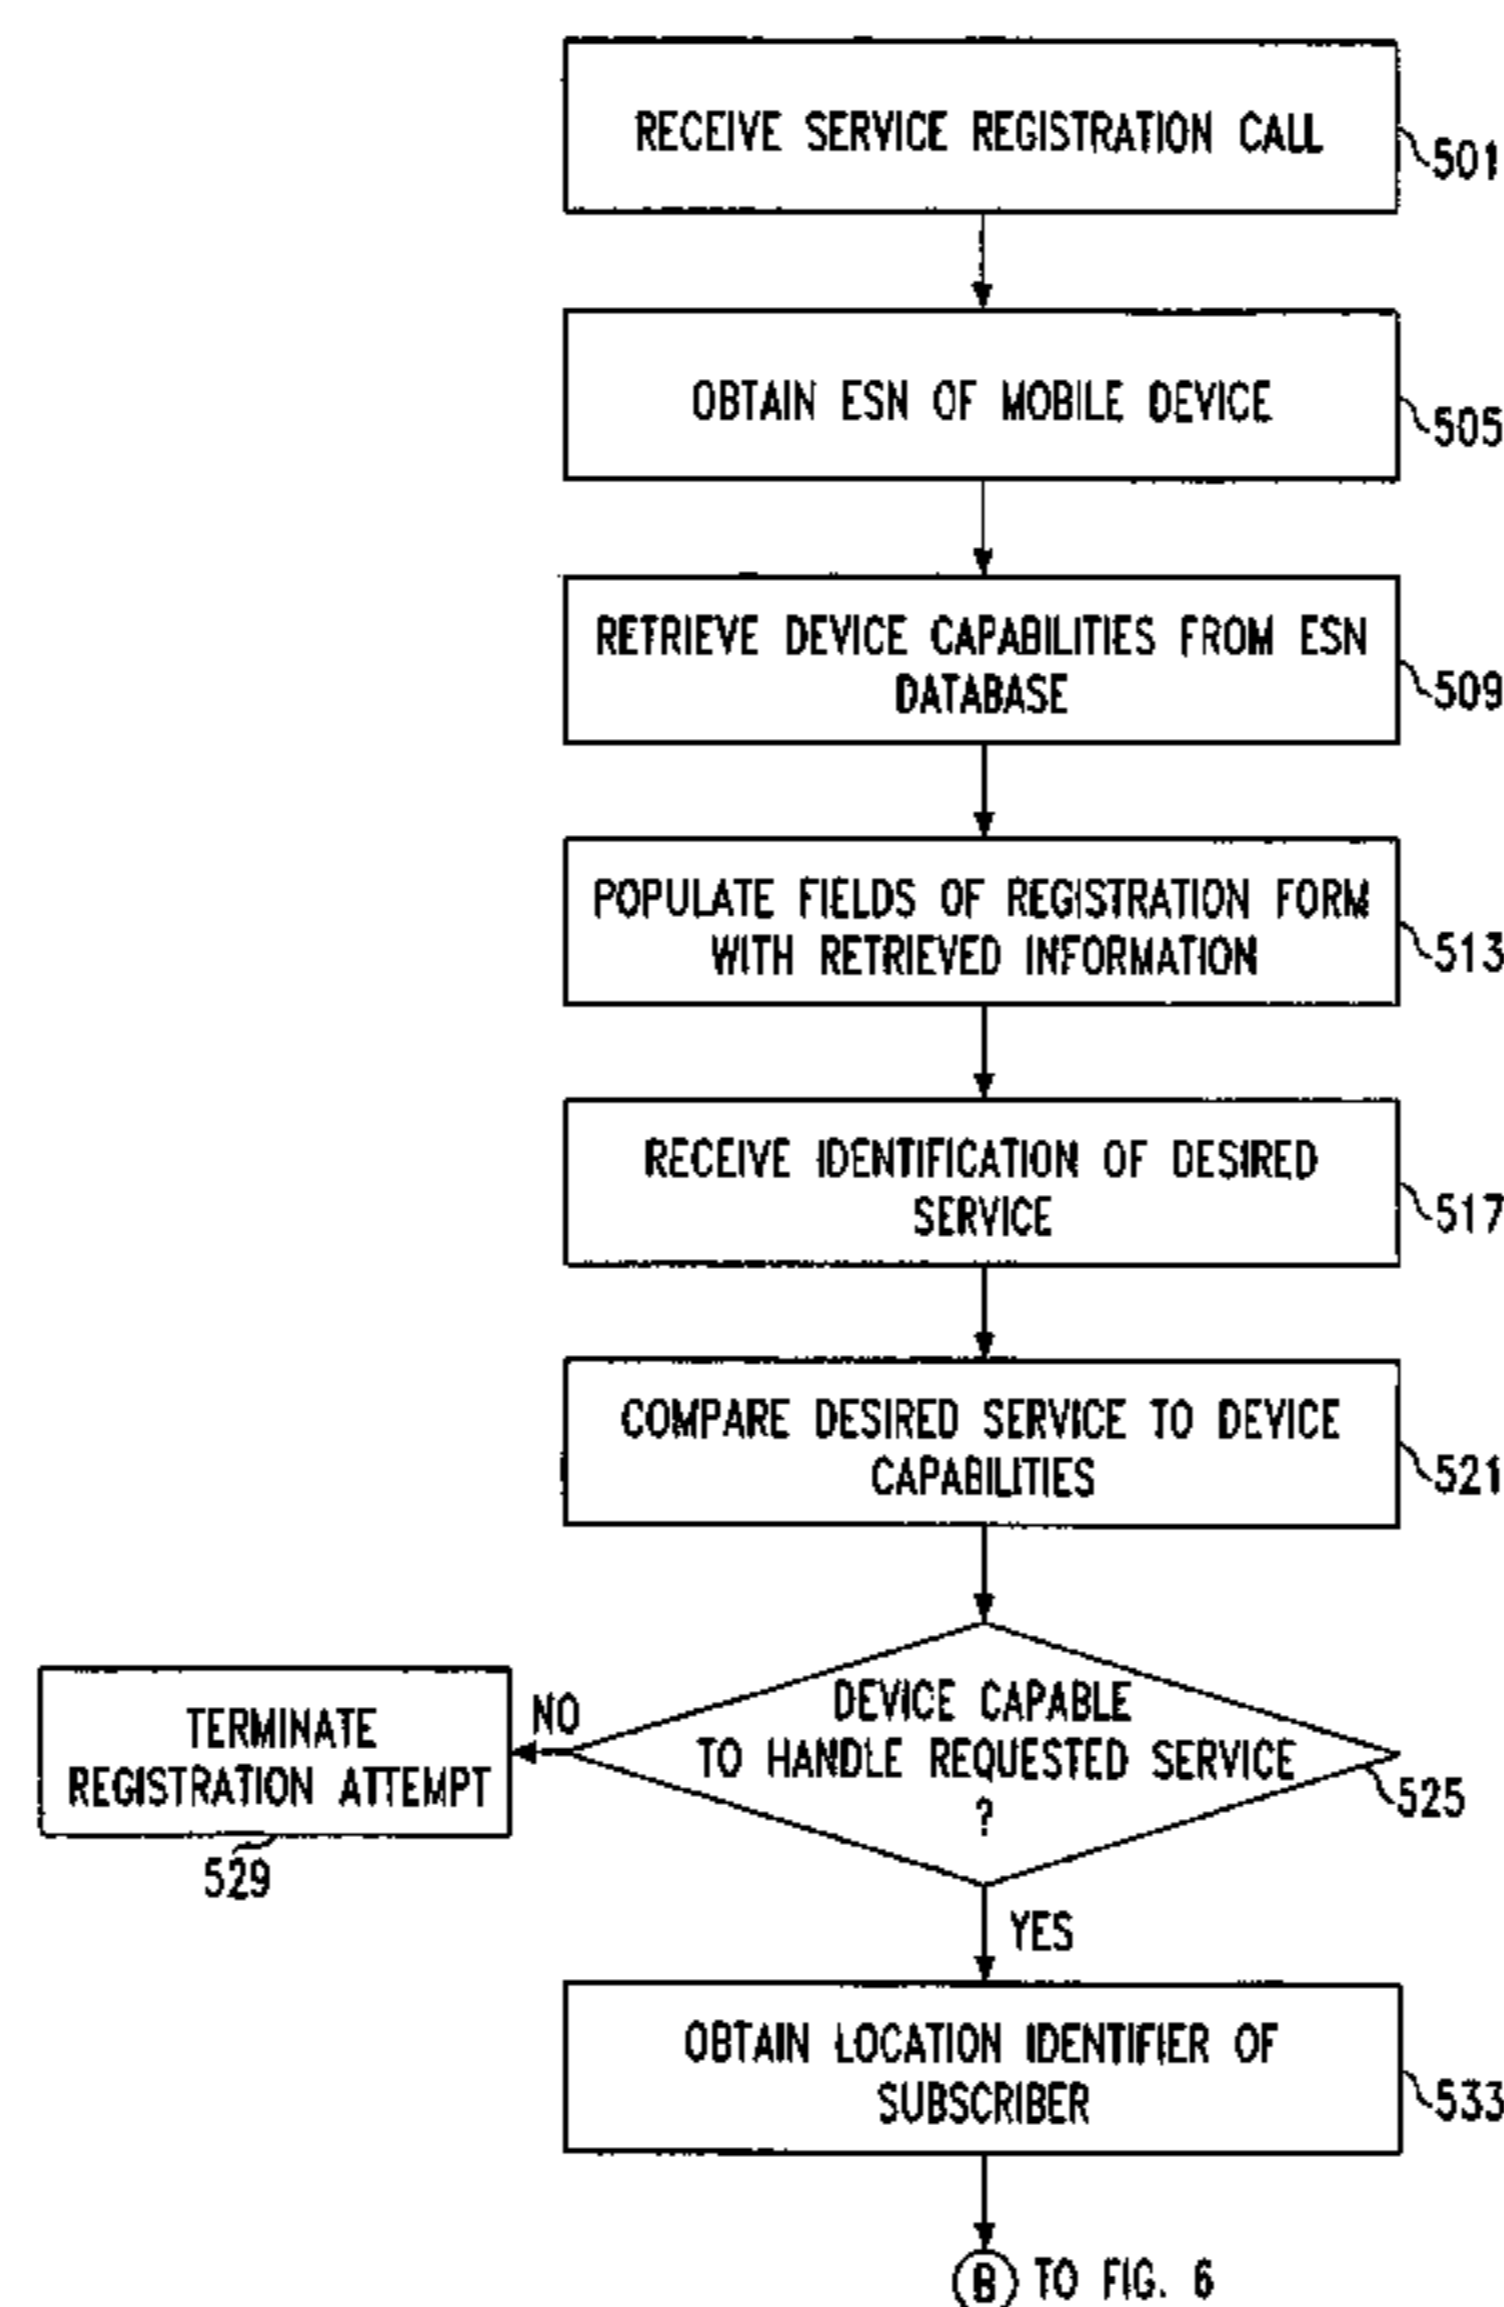 RECEIVE SERVICE REGISTRATION CALL
501
OBTAIN ESN OF MOBILE DEVICE
505
RETRIEVE DEVICE CAPABILITIES FROM ESN
DATABASE
509
POPULATE FIELDS OF REGISTRATION FORM
WITH RETRIEVED INFORMATION
513
RECEIVE IDENTIFICATION OF DESIRED
SERVICE
517
COMPARE DESIRED SERVICE TO DEVICE
CAPABILITIES
521
DEVICE CAPABLE
TO HANDLE REQUESTED SERVICE
?
525
NO
TERMINATE
REGISTRATION ATTEMPT
529
YES
OBTAIN LOCATION IDENTIFIER OF
SUBSCRIBER
533
B TO FIG. 6